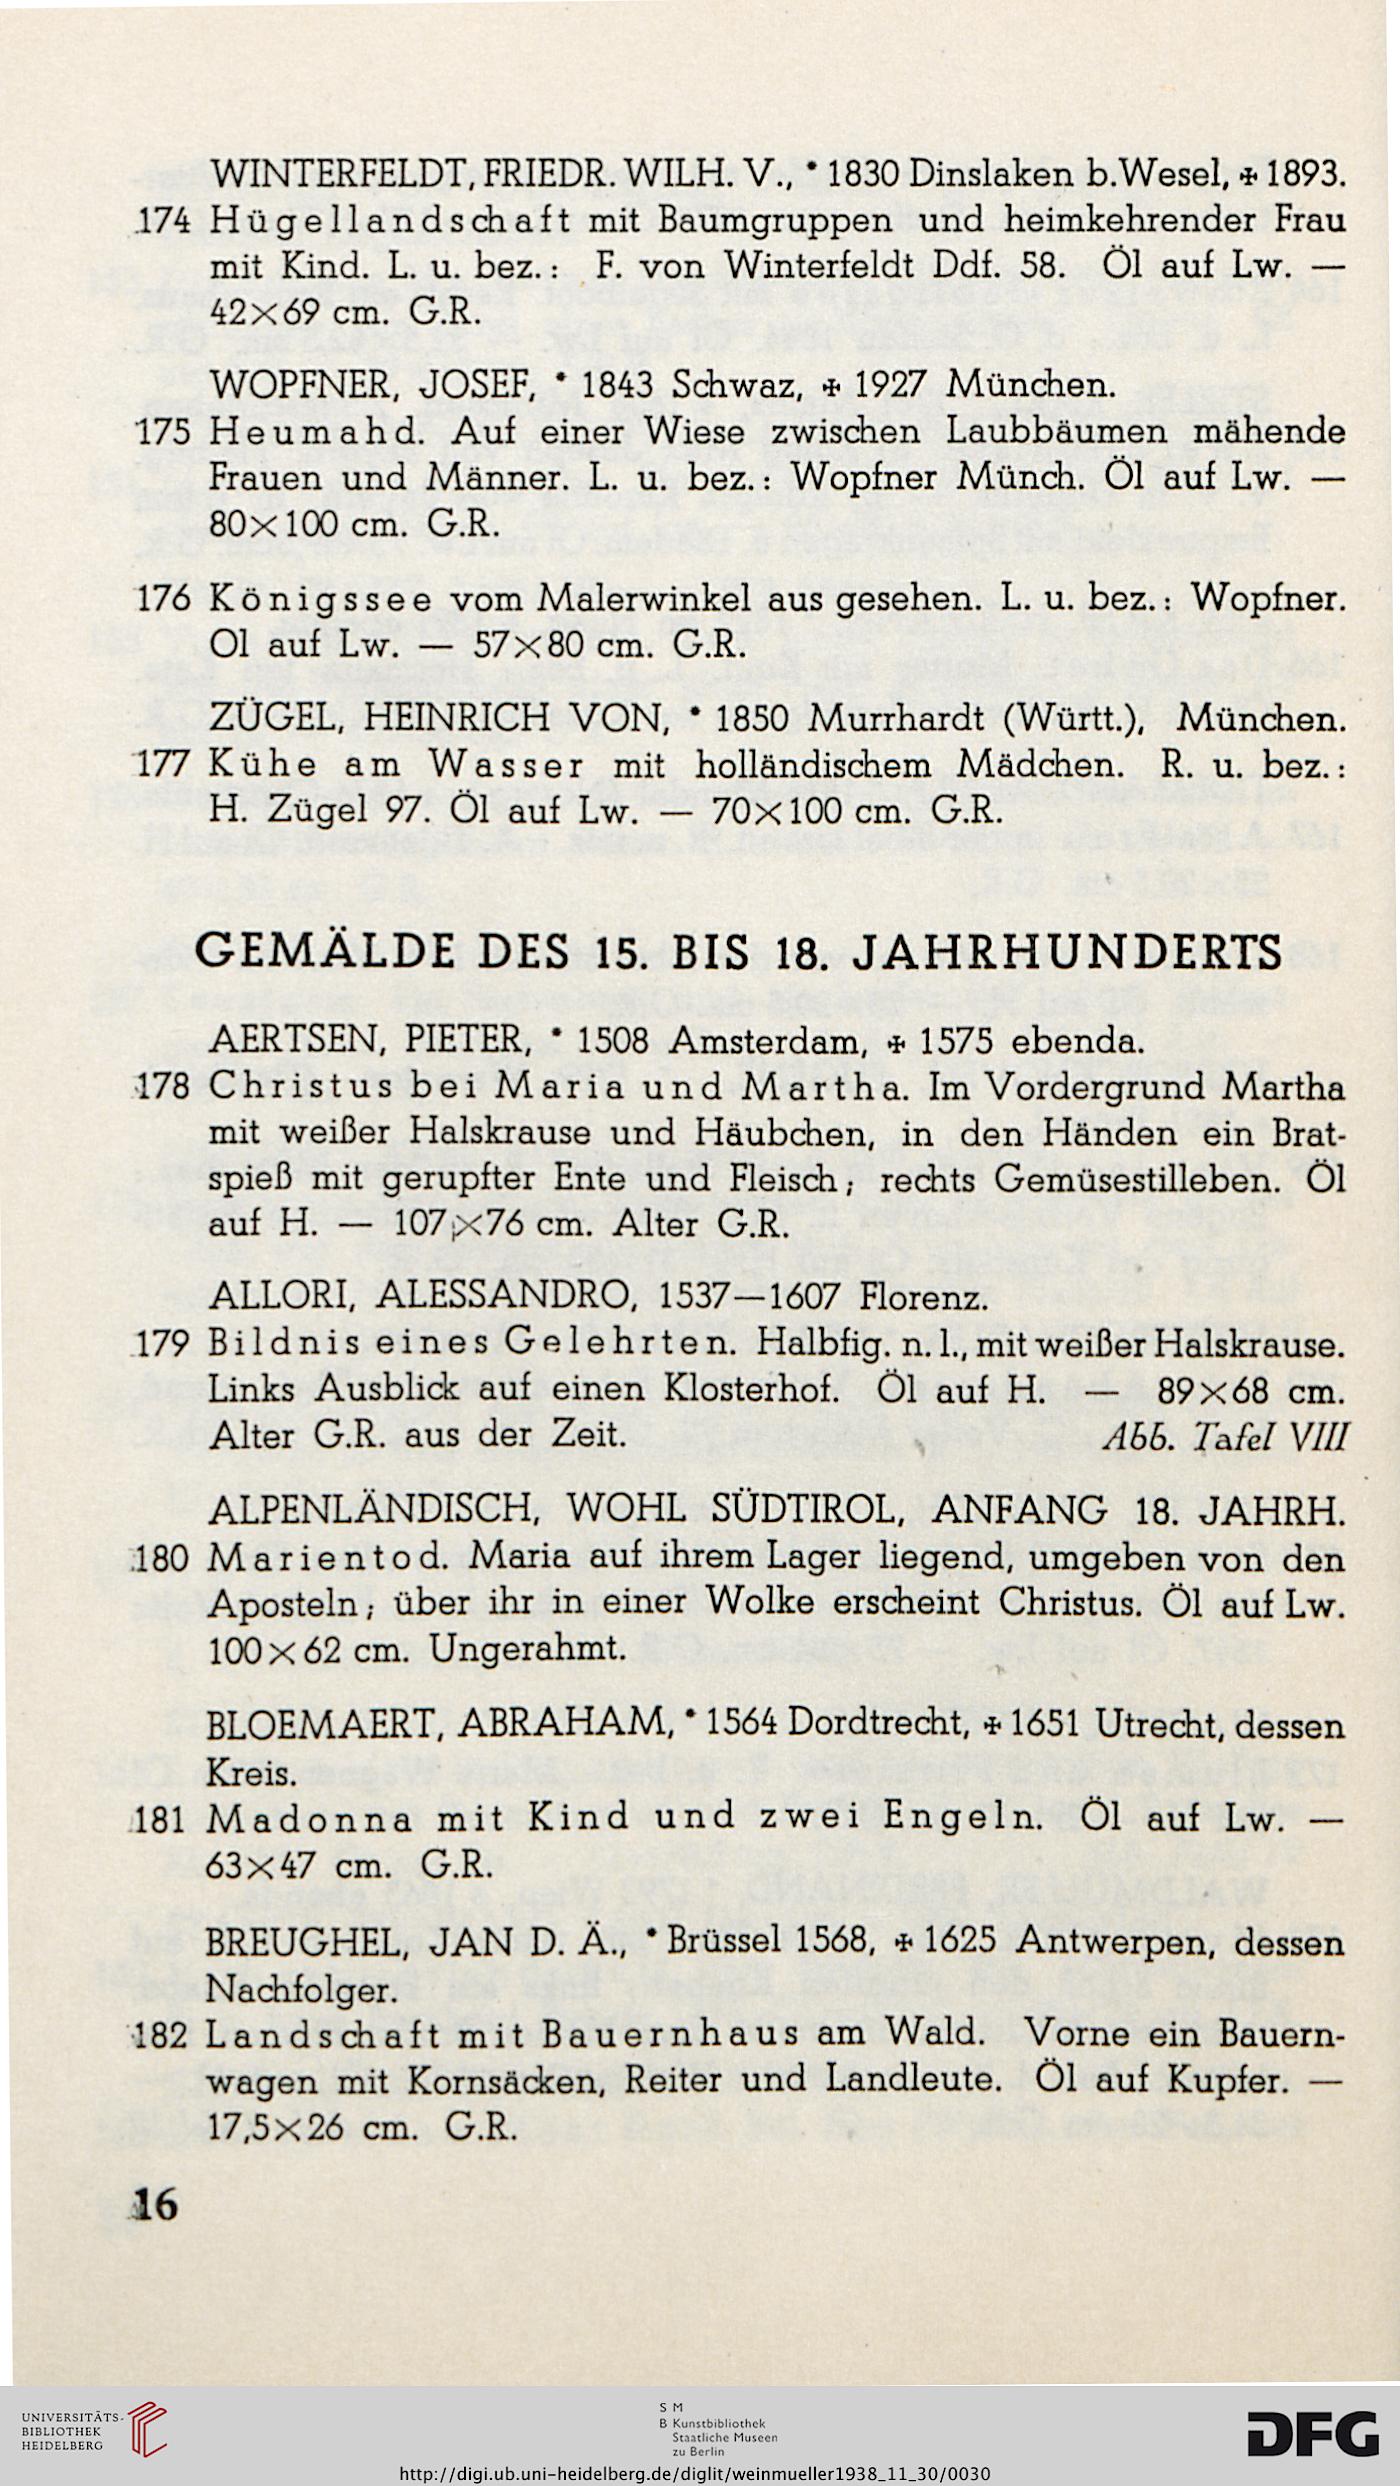 WINTERFELDT, FRIEDR. WILH. V., * 1830 Dinslaken b. Wesel, ✠ 1893.
174 Hügellandschaft mit Baumgruppen und heimkehrender Frau
mit Kind. L. u. bez.: F. von Winterfeldt Ddf. 58. Öl auf Lw. —
42×69 cm. G.R.
WOPFNER, JOSEF, * 1843 Schwaz, ✠ 1927 München.
175 Heumahd. Auf einer Wiese zwischen Laubbäumen mähende
Frauen und Männer. L. u. bez.: Wopfner Münch. Öl auf Lw. —
80×100 cm. G.R.
176 Königssee vom Malerwinkel aus gesehen. L. u. bez.: Wopfner.
Ol auf Lw. — 57×80 cm. G.R.
ZÜGEL, HEINRICH VON, * 1850 Murrhardt (Württ.), München.
177 Kühe am Wasser mit holländischem Mädchen. R. u. bez.:
H. Zügel 97. Öl auf Lw. — 70×100 cm. G.R.
GEMÄLDE DES 15. BIS 18. JAHRHUNDERTS
AERTSEN, PIETER, * 1508 Amsterdam, ✠ 1575 ebenda.
178 Christus bei Maria und Martha. Im Vordergrund Martha
mit weißer Halskrause und Häubchen, in den Händen ein Brat-
spieß mit gerupfter Ente und Fleisch; rechts Gemüsestilleben. Öl
auf H. — 107×76 cm. Alter G.R.
ALLORI, ALESSANDRO, 1537—1607 Florenz.
179 Bildnis eines Gelehrten. Halbfig. n. l., mit weißer Halskrause.
Links Ausblick auf einen Klosterhof. Öl auf H. — 89×68 cm.
Alter G.R. aus der Zeit. Abb. Tafel VIII
ALPENLÄNDISCH, WOHL SÜDTIROL, ANFANG 18. JAHRH.
180 Marientod. Maria auf ihrem Lager liegend, umgeben von den
Aposteln; über ihr in einer Wolke erscheint Christus. Öl auf Lw.
100×62 cm. Ungerahmt.
BLOEMAERT, ABRAHAM, * 1564 Dordtrecht, ✠ 1651 Utrecht, dessen
Kreis.
181 Madonna mit Kind und zwei Engeln. Öl auf Lw. —
63×47 cm. G.R.
BREUGHEL, JAN D. Ä., * Brüssel 1568, ✠ 1625 Antwerpen, dessen
Nachfolger.
182 Landschaft mit Bauernhaus am Wald. Vorne ein Bauern-
wagen mit Kornsäcken, Reiter und Landleute. Öl auf Kupfer. —
17,5×26 cm. G.R.
16
UNIVERSITÄTS-
BIBLIOTHEK
HEIDELBERG
S M
B Kunstbibliothek
Staatliche Museen
zu Berlin
DFG
http://digi.ub.uni-heidelberg.de/diglit/weinmueller1938_11_30/0030